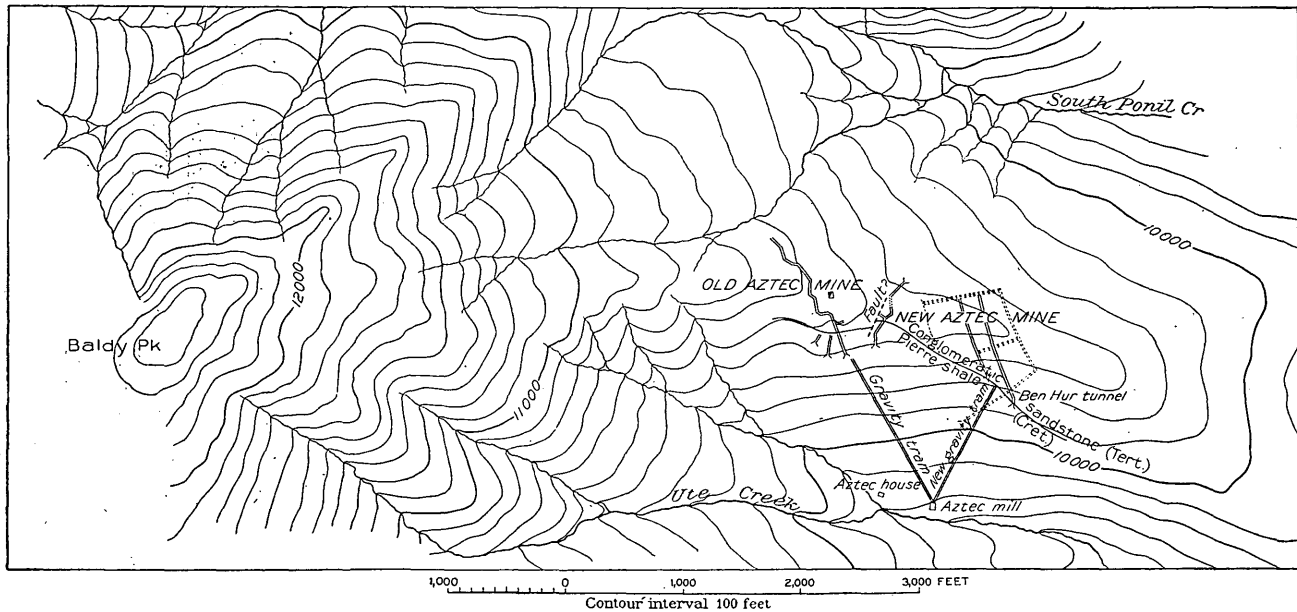 South Ponil Cr
10000
12000
OLD AZTEC MINE
Fault?
NEW AZTEC MINE
Baldy Pk
Conglomeratic
Pierre shale
11000
Gravity tram
New gravity tram
Ben Hur tunnel
sandstone (Tert.)
(Cret.)
10000
Aztec house
Ute Creek
Aztec mill
1,000 0 1,000 2,000 3,000 FEET
Contour interval 100 feet